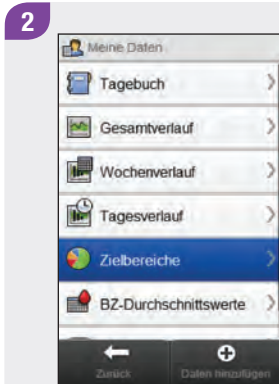 2
Meine Daten
Tagebuch
Gesamtverlauf
Wochenverlauf
Tagesverlauf
Zielbereiche
BZ-Durchschnittswerte
Zurück
Daten hinzufügen